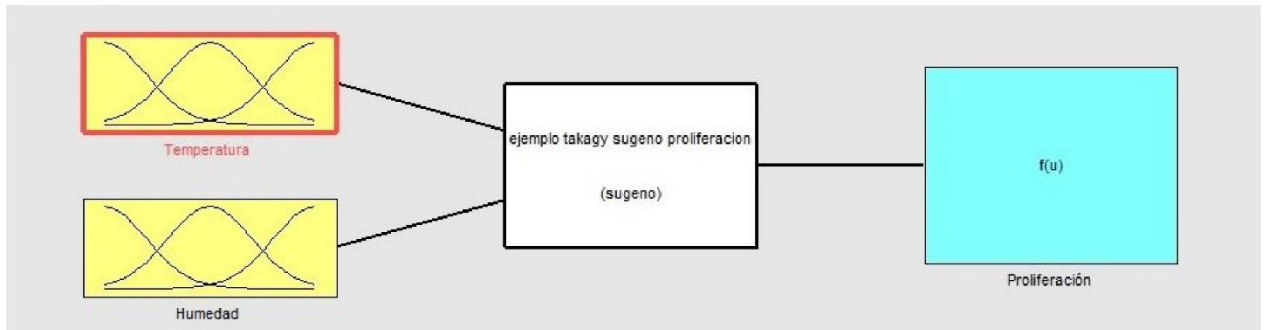 Temperatura
Humedad
ejemplo takagy sugeno proliferacion
(sugeno)
f(u)
Proliferación